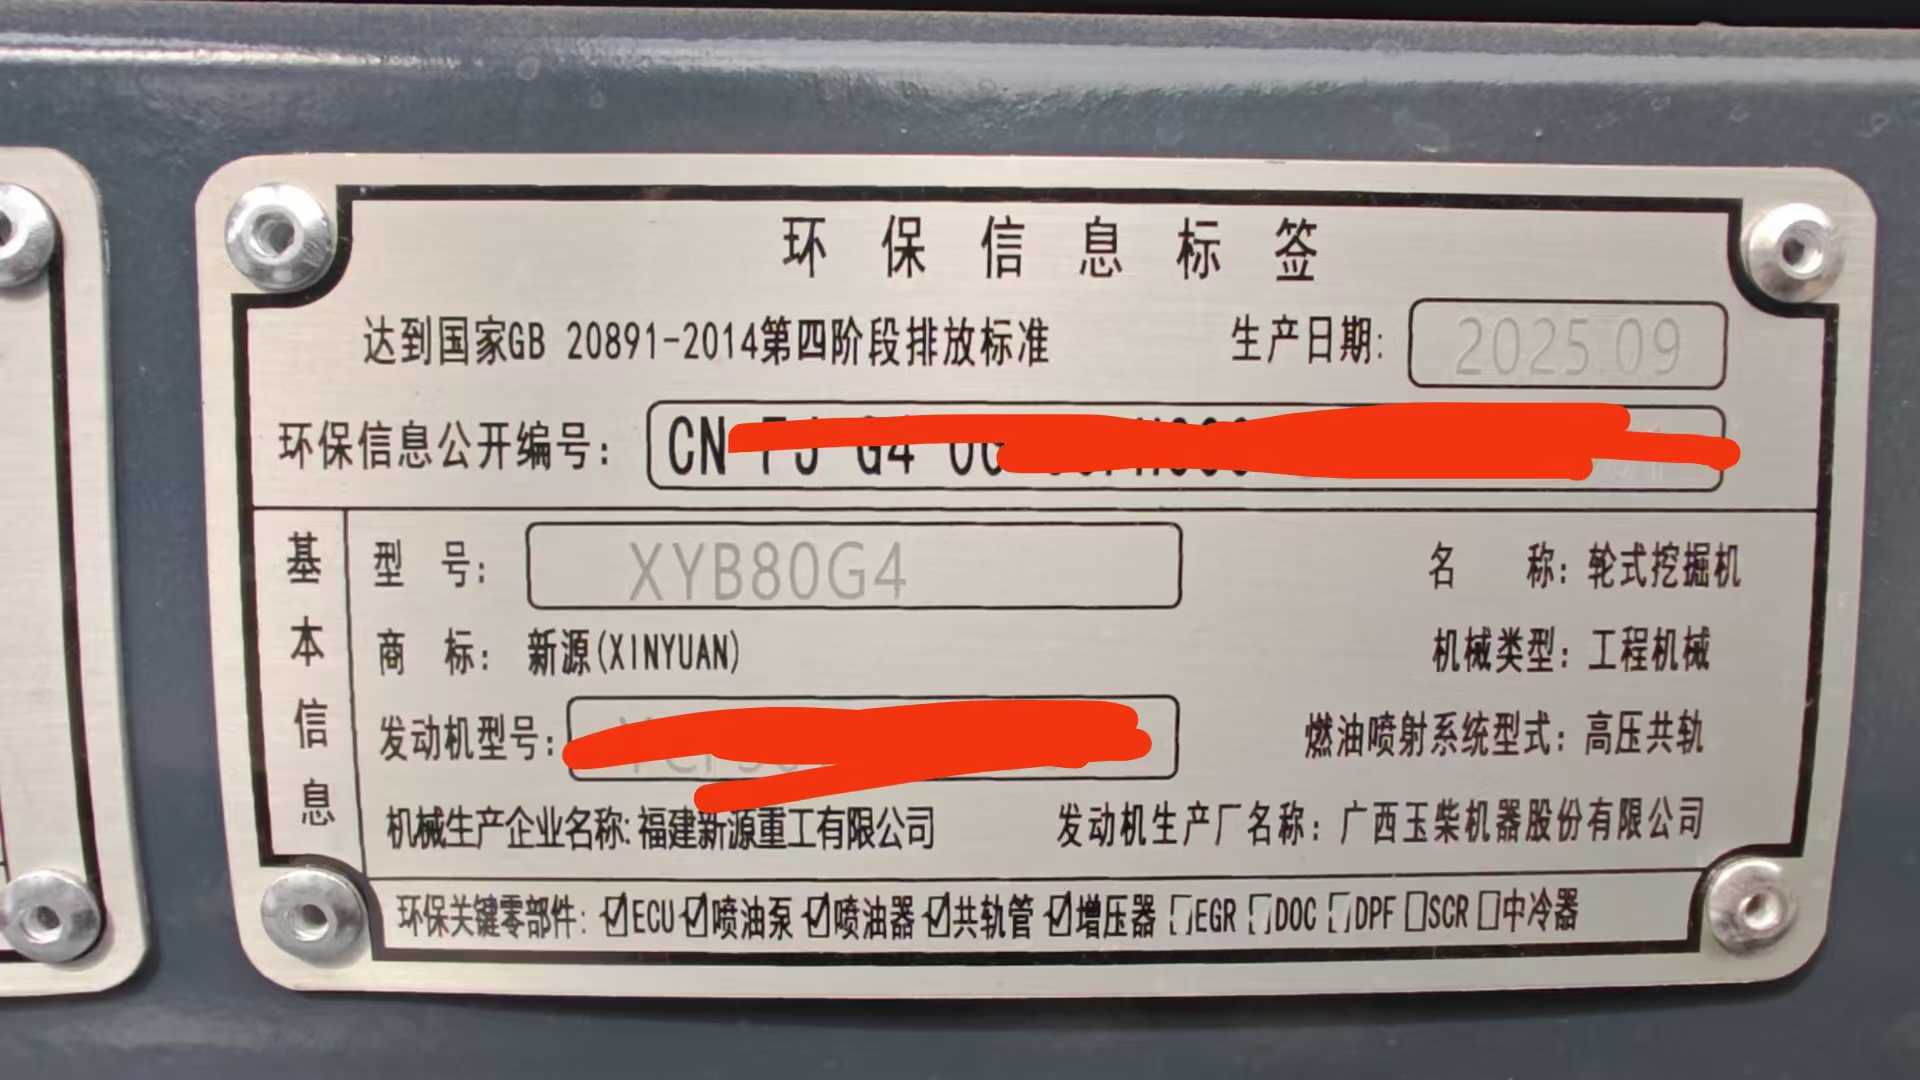 环保信息标签
达到国家GB 20891-2014第四阶段排放标准 生产日期: 2025.09
环保信息公开编号: CN FJ G4
基本信息
型号: XYB80G4 名称: 轮式挖掘机
商标: 新源(XINYUAN) 机械类型: 工程机械
发动机型号: 燃油喷射系统型式: 高压共轨
机械生产企业名称: 福建新源重工有限公司 发动机生产厂名称: 广西玉柴机器股份有限公司
环保关键零部件: ☑ECU ☑喷油泵 ☑喷油器 ☑共轨管 ☑增压器 □EGR □DOC □DPF □SCR □中冷器